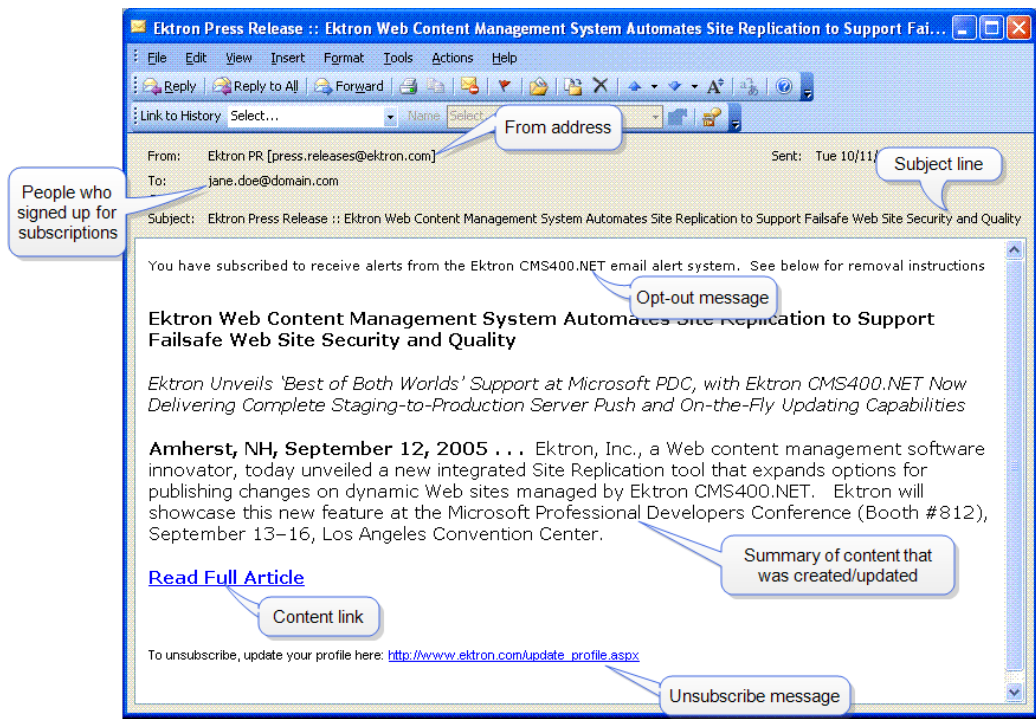 Ektron Press Release :: Ektron Web Content Management System Automates Site Replication to Support Fai...
File Edit View Insert Format Tools Actions Help
Reply Reply to All Forward
Link to History Select... Name Select
From address
From: Ektron PR [press.releases@ektron.com] Sent: Tue 10/11/
Subject line
To: jane.doe@domain.com
People who
signed up for
subscriptions
Subject: Ektron Press Release :: Ektron Web Content Management System Automates Site Replication to Support Failsafe Web Site Security and Quality
You have subscribed to receive alerts from the Ektron CMS400.NET email alert system. See below for removal instructions
Opt-out message
Ektron Web Content Management System Automates Site Replication to Support
Failsafe Web Site Security and Quality
Ektron Unveils ‘Best of Both Worlds’ Support at Microsoft PDC, with Ektron CMS400.NET Now
Delivering Complete Staging-to-Production Server Push and On-the-Fly Updating Capabilities
Amherst, NH, September 12, 2005 . . . Ektron, Inc., a Web content management software
innovator, today unveiled a new integrated Site Replication tool that expands options for
publishing changes on dynamic Web sites managed by Ektron CMS400.NET. Ektron will
showcase this new feature at the Microsoft Professional Developers Conference (Booth #812),
September 13–16, Los Angeles Convention Center.
Summary of content that
was created/updated
Read Full Article
Content link
To unsubscribe, update your profile here: http://www.ektron.com/update_profile.aspx
Unsubscribe message